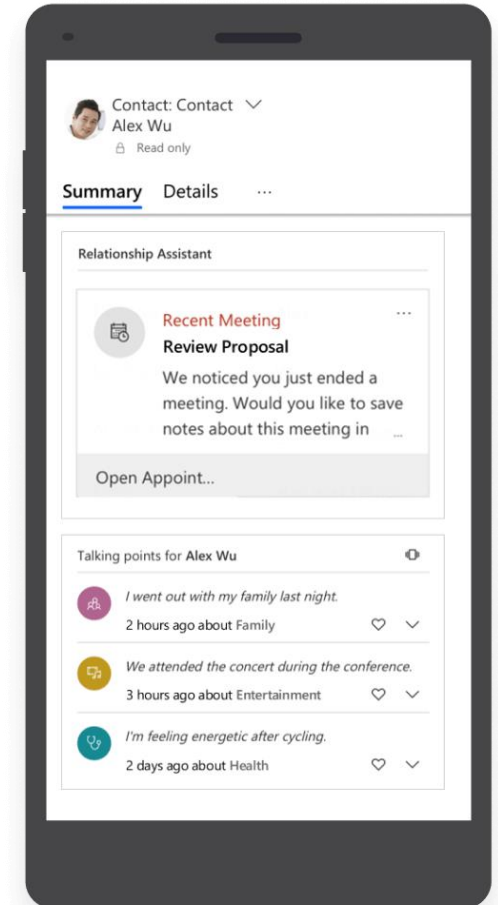 Contact: Contact
Alex Wu
Read only
Summary Details ...
Relationship Assistant
Recent Meeting ...
Review Proposal
We noticed you just ended a
meeting. Would you like to save
notes about this meeting in ...
Open Appoint...
Talking points for Alex Wu
I went out with my family last night.
2 hours ago about Family
We attended the concert during the conference.
3 hours ago about Entertainment
I'm feeling energetic after cycling.
2 days ago about Health